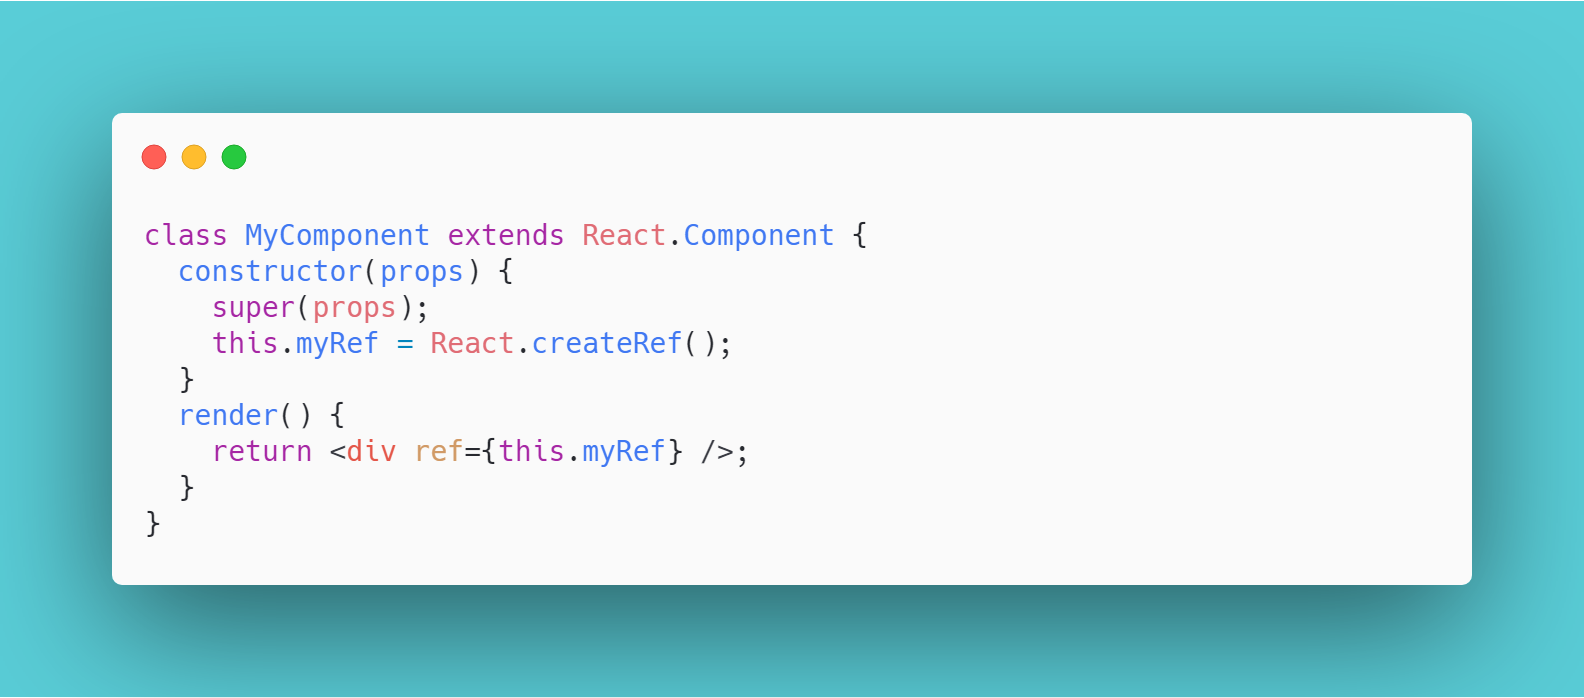 class MyComponent extends React.Component {
  constructor(props) {
    super(props);
    this.myRef = React.createRef();
  }
  render() {
    return <div ref={this.myRef} />;
  }
}